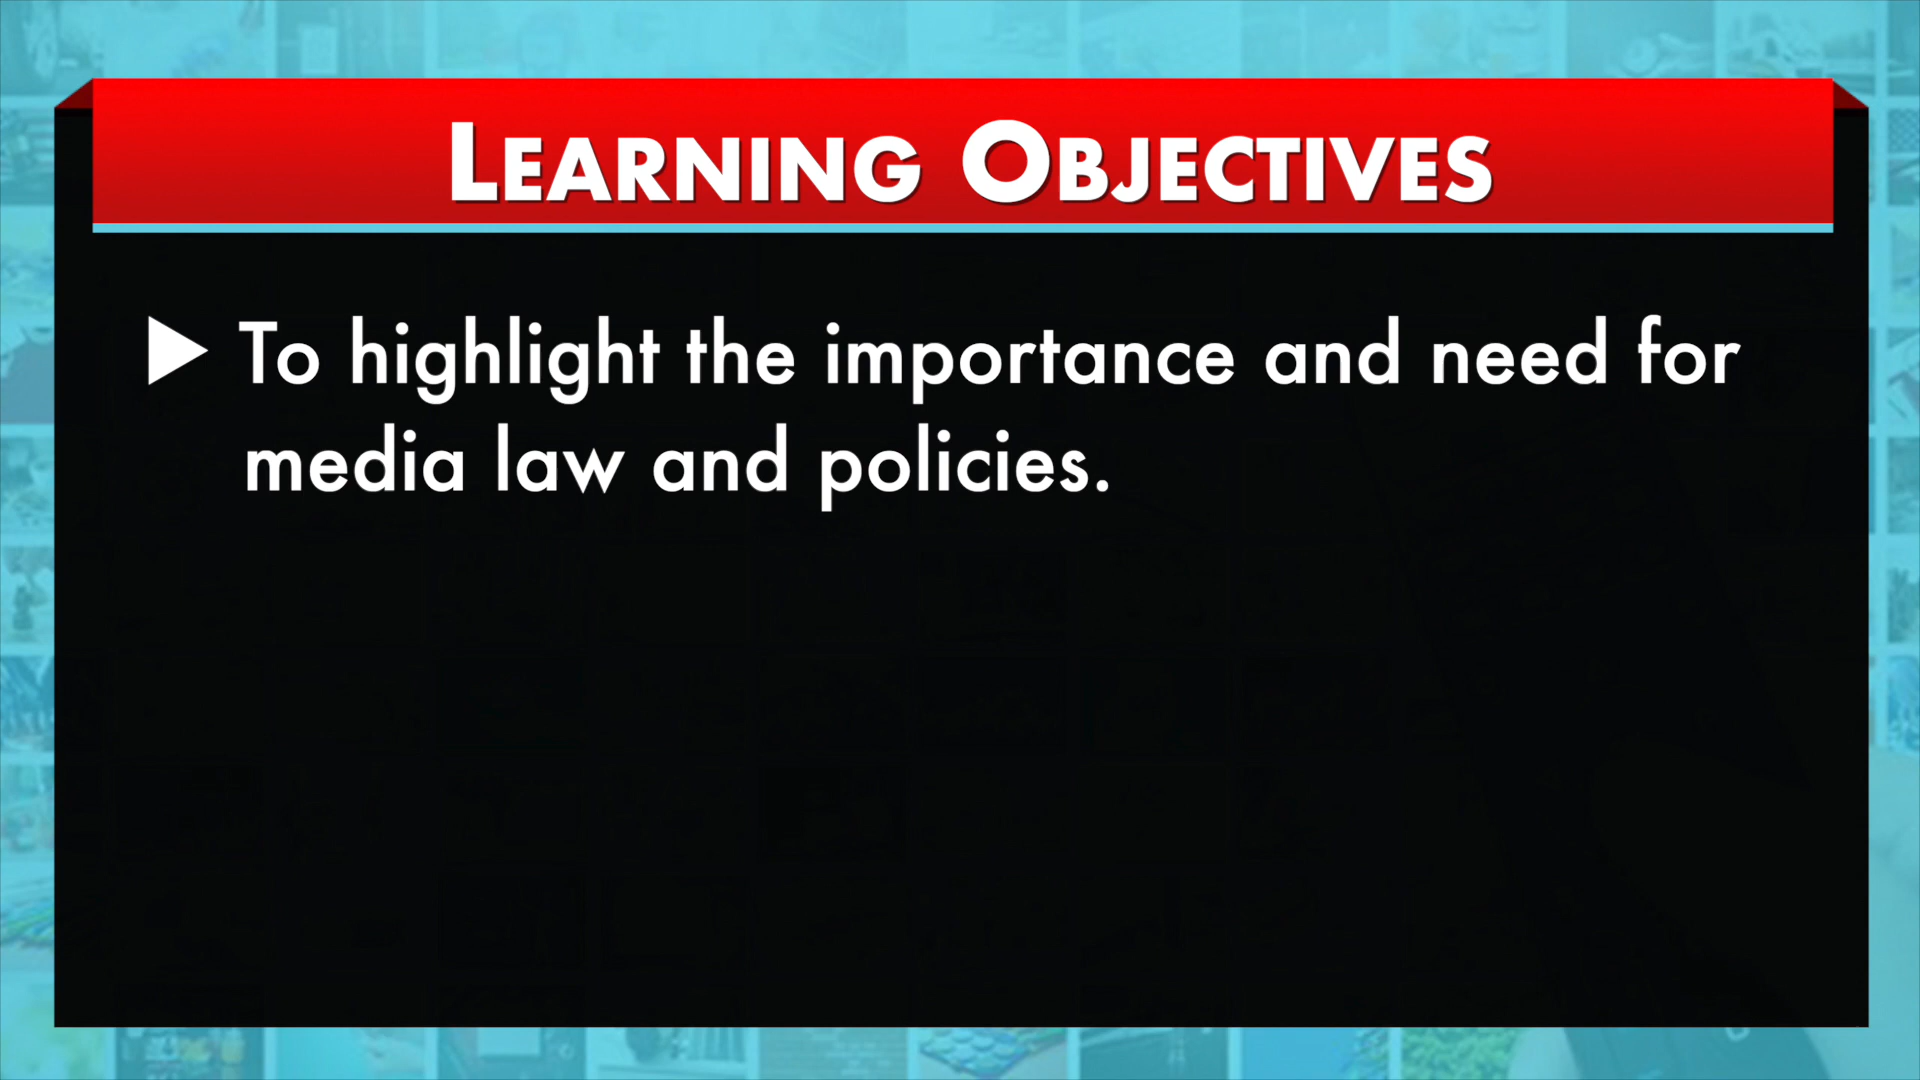 LEARNING OBJECTIVES
To highlight the importance and need for
media law and policies.